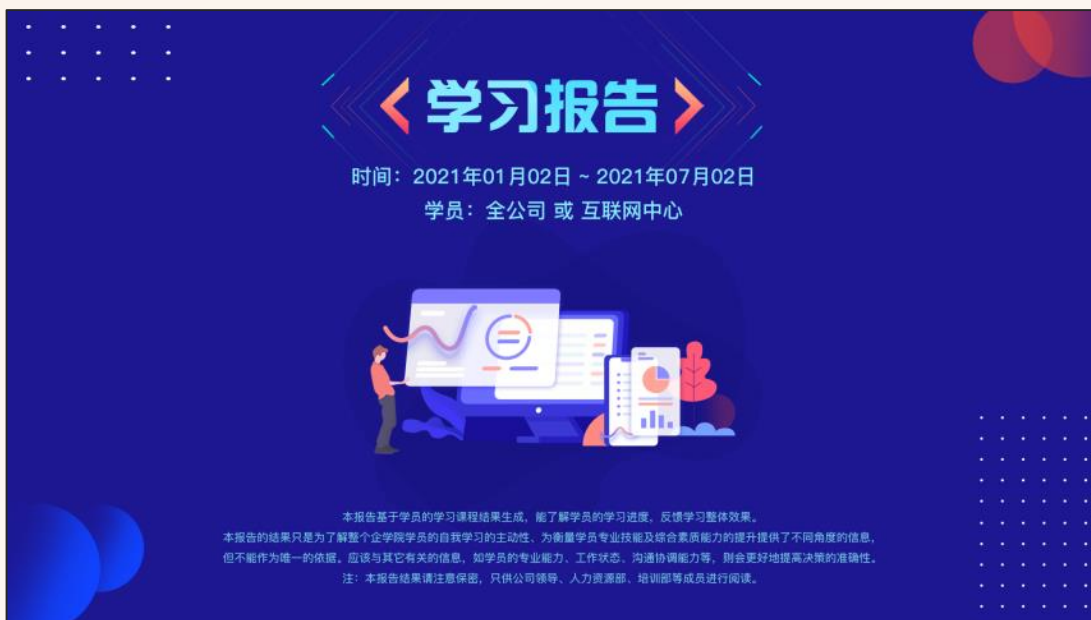 学习报告
时间：2021年01月02日 ~ 2021年07月02日
学员：全公司 或 互联网中心
本报告基于学员的学习课程结果生成，能了解学员的学习进度，反馈学习整体效果。
本报告的结果只是为了解整个企学院学员的自我学习的主动性、为衡量学员专业技能及综合素质能力的提升提供了不同角度的信息，
但不能作为唯一的依据。应该与其它有关的信息，如学员的专业能力、工作状态、沟通协调能力等，则会更好地提高决策的准确性。
注：本报告结果请注意保密，只供公司领导、人力资源部、培训部等成员进行阅读。